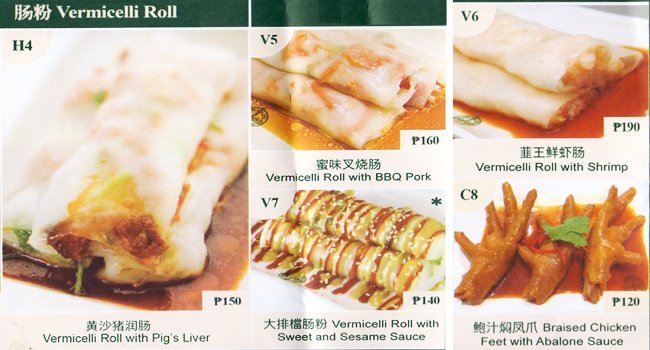 肠粉 Vermicelli Roll
H4
₱150
黄沙猪润肠
Vermicelli Roll with Pig's Liver
V5
₱160
蜜味叉烧肠
Vermicelli Roll with BBQ Pork
V7
*
₱140
大排檔肠粉 Vermicelli Roll with
Sweet and Sesame Sauce
V6
₱190
韮王鲜虾肠
Vermicelli Roll with Shrimp
C8
₱120
鲍汁焖凤爪 Braised Chicken
Feet with Abalone Sauce